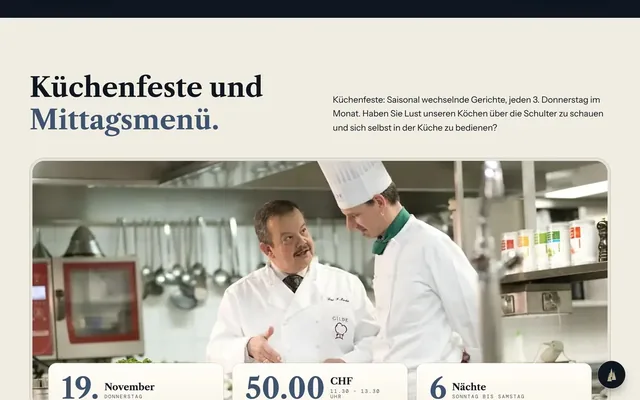 Küchenfeste und
Mittagsmenü.
Küchenfeste: Saisonal wechselnde Gerichte, jeden 3. Donnerstag im
Monat. Haben Sie Lust unseren Köchen über die Schulter zu schauen
und sich selbst in der Küche zu bedienen?
GILDE
19. November
DONNERSTAG
50.00 CHF
11.30 – 13.30
UHR
6 Nächte
SONNTAG BIS SAMSTAG